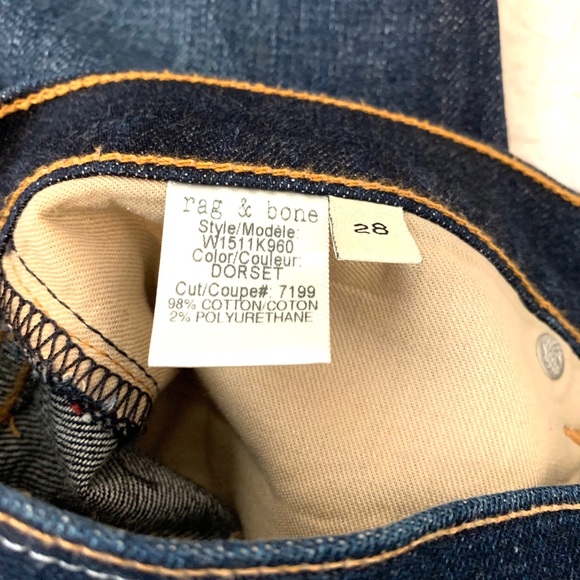 rag & bone
Style/Modèle:
W1511K960
Color/Couleur:
DORSET
Cut/Coupe#: 7199
98% COTTON/COTON
2% POLYURETHANE
28